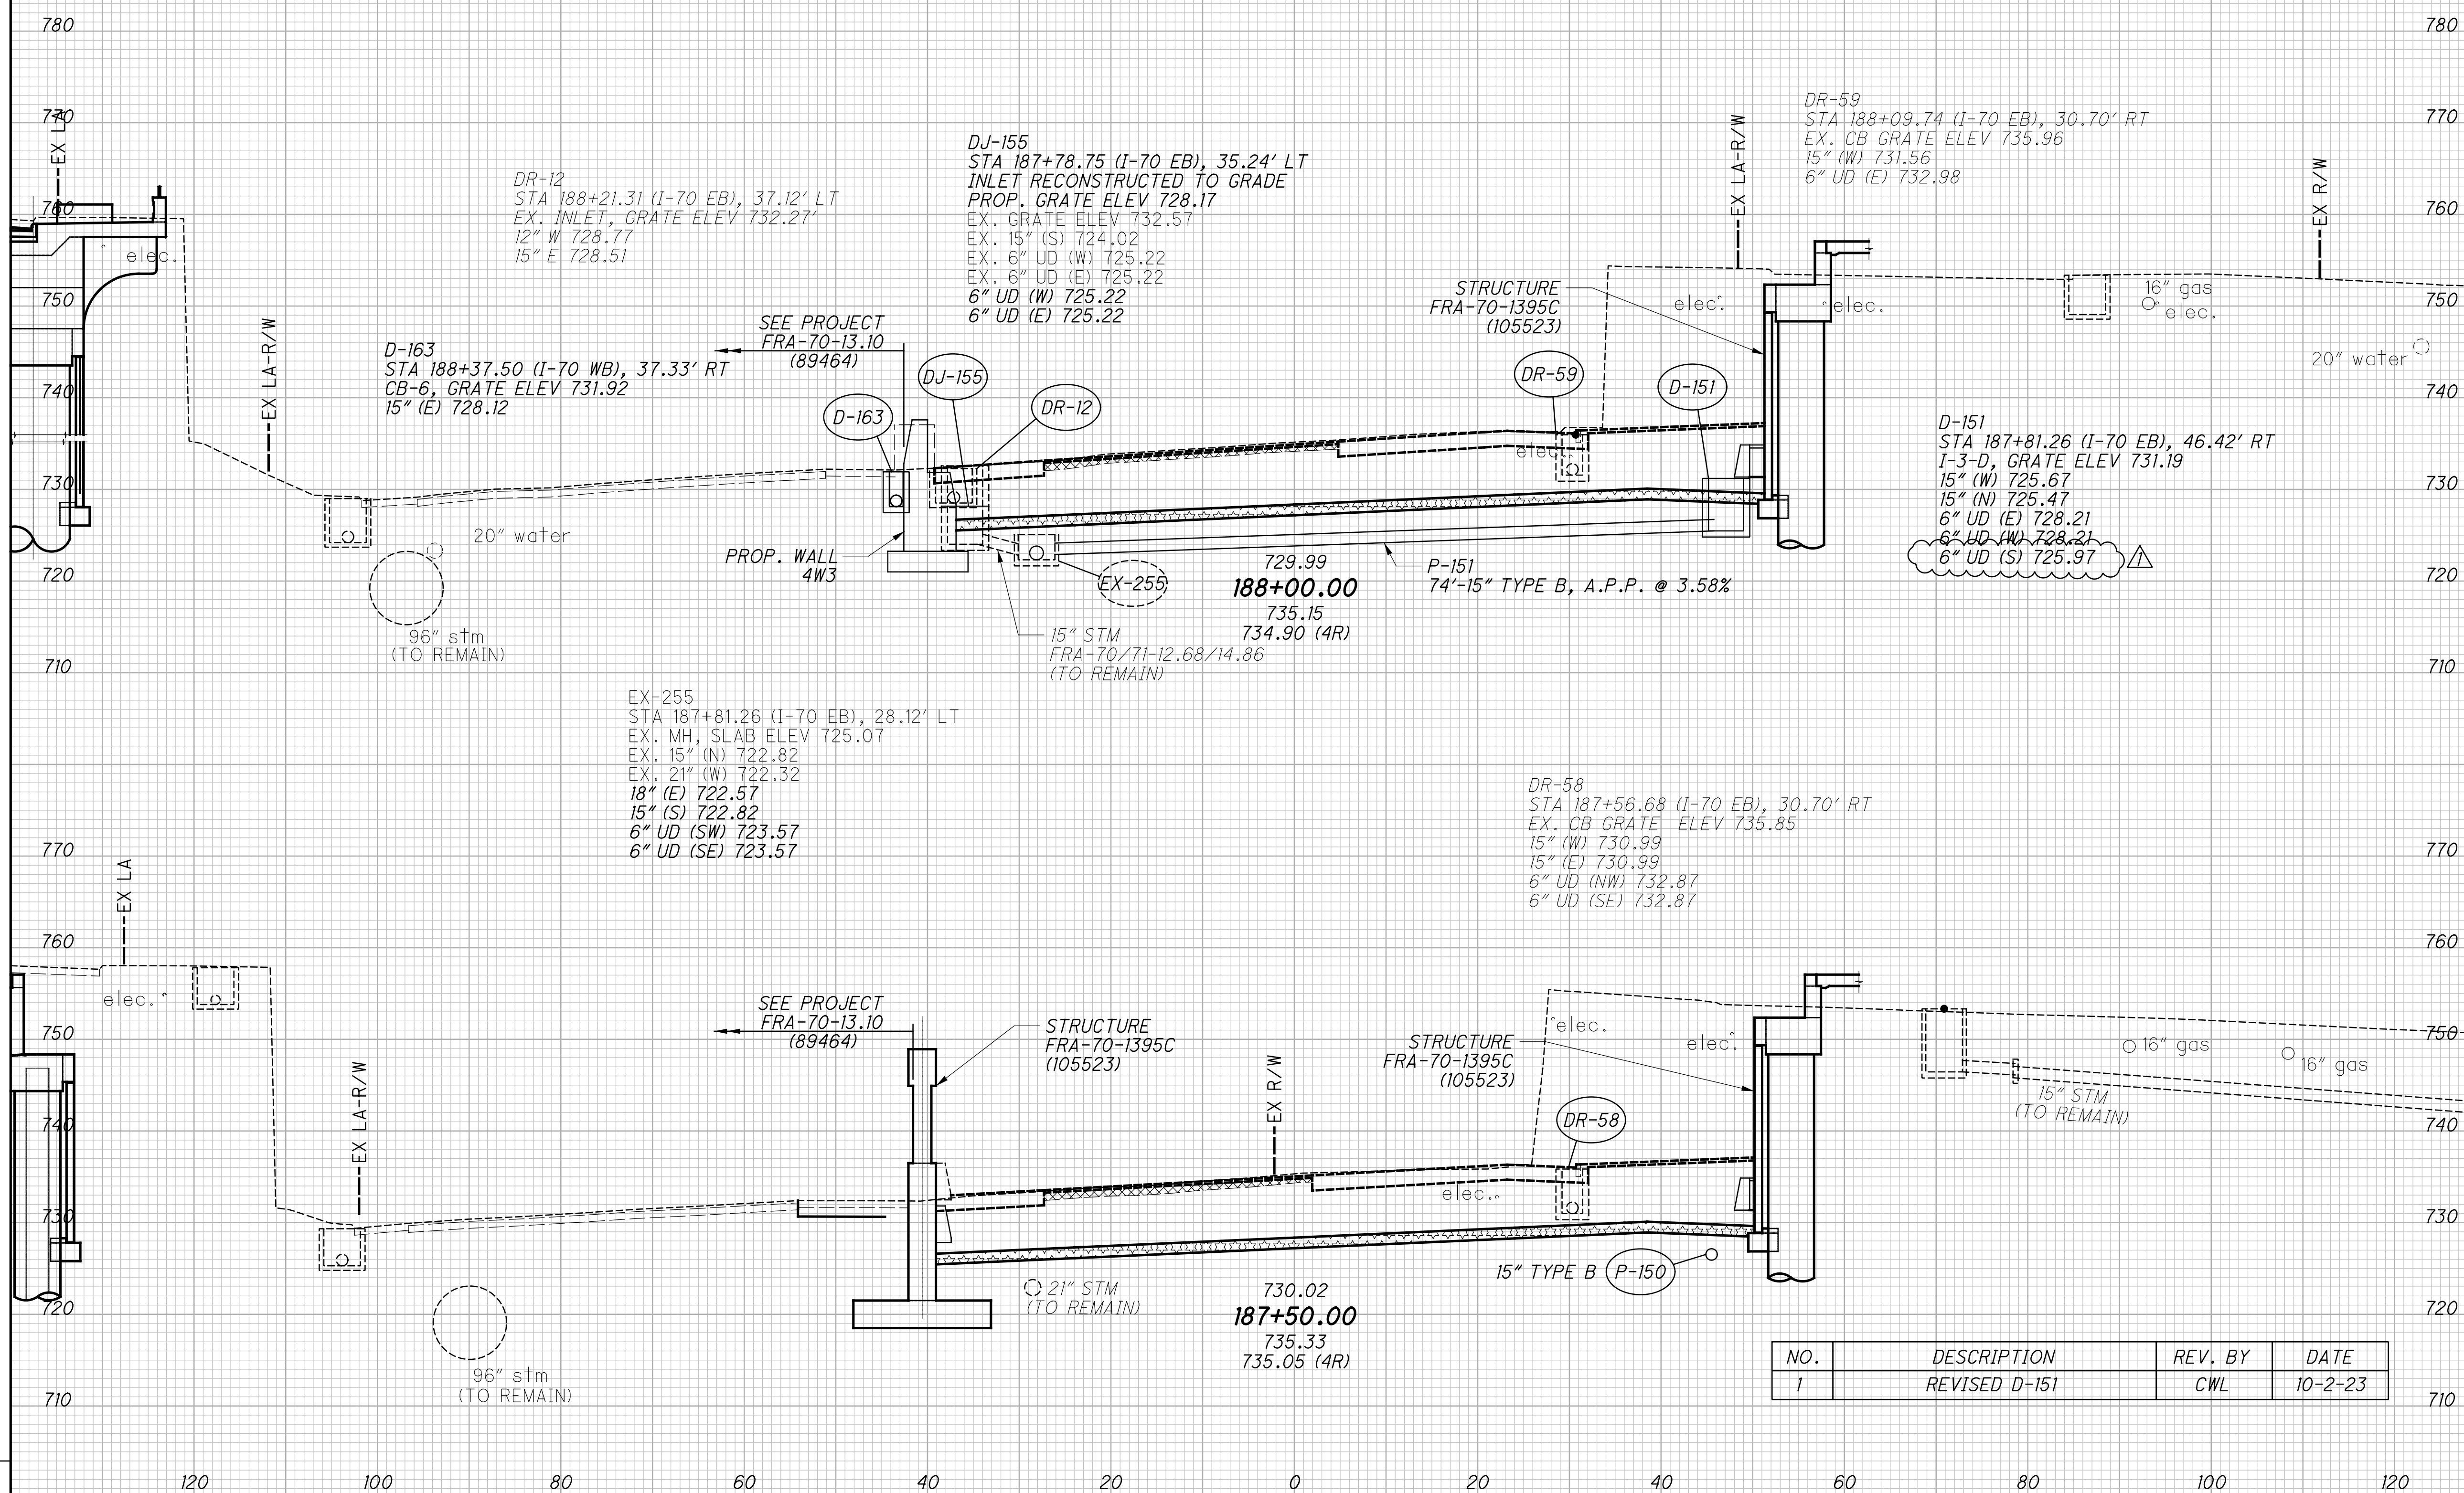 780
780
770
770
EX LA
DR-59
STA 188+09.74 (I-70 EB), 30.70' RT
EX. CB GRATE ELEV 735.96
15" (W) 731.56
6" UD (E) 732.98
EX LA-R/W
EX R/W
DJ-155
STA 187+78.75 (I-70 EB), 35.24' LT
INLET RECONSTRUCTED TO GRADE
PROP. GRATE ELEV 728.17
EX. GRATE ELEV 732.57
EX. 15" (S) 724.02
EX. 6" UD (W) 725.22
EX. 6" UD (E) 725.22
6" UD (W) 725.22
6" UD (E) 725.22
DR-12
STA 188+21.31 (I-70 EB), 37.12' LT
EX. INLET, GRATE ELEV 732.27'
12" W 728.77
15" E 728.51
760
760
elec.
750
750
STRUCTURE
FRA-70-1395C
(105523)
elec.
elec.
16" gas
elec.
20" water
EX LA-R/W
SEE PROJECT
FRA-70-13.10
(89464)
D-163
STA 188+37.50 (I-70 WB), 37.33' RT
CB-6, GRATE ELEV 731.92
15" (E) 728.12
740
740
D-163
DJ-155
DR-12
DR-59
D-151
elec.
D-151
STA 187+81.26 (I-70 EB), 46.42' RT
I-3-D, GRATE ELEV 731.19
15" (W) 725.67
15" (N) 725.47
6" UD (E) 728.21
6" UD (W) 728.21
6" UD (S) 725.97
1
730
730
20" water
PROP. WALL
4W3
EX-255
729.99
188+00.00
735.15
734.90 (4R)
P-151
74'-15" TYPE B, A.P.P. @ 3.58%
720
720
96" stm
(TO REMAIN)
15" STM
FRA-70/71-12.68/14.86
(TO REMAIN)
710
710
EX-255
STA 187+81.26 (I-70 EB), 28.12' LT
EX. MH, SLAB ELEV 725.07
EX. 15" (N) 722.82
EX. 21" (W) 722.32
18" (E) 722.57
15" (S) 722.82
6" UD (SW) 723.57
6" UD (SE) 723.57
DR-58
STA 187+56.68 (I-70 EB), 30.70' RT
EX. CB GRATE ELEV 735.85
15" (W) 730.99
15" (E) 730.99
6" UD (NW) 732.87
6" UD (SE) 732.87
770
770
EX LA
760
760
elec.
750
750
SEE PROJECT
FRA-70-13.10
(89464)
STRUCTURE
FRA-70-1395C
(105523)
EX R/W
STRUCTURE
FRA-70-1395C
(105523)
elec.
elec.
16" gas
16" gas
15" STM
(TO REMAIN)
EX LA-R/W
740
740
DR-58
elec.
730
730
15" TYPE B
P-150
21" STM
(TO REMAIN)
730.02
187+50.00
735.33
735.05 (4R)
720
720
96" stm
(TO REMAIN)
710
710
NO. DESCRIPTION REV. BY DATE
1 REVISED D-151 CWL 10-2-23
120 100 80 60 40 20 0 20 40 60 80 100 120